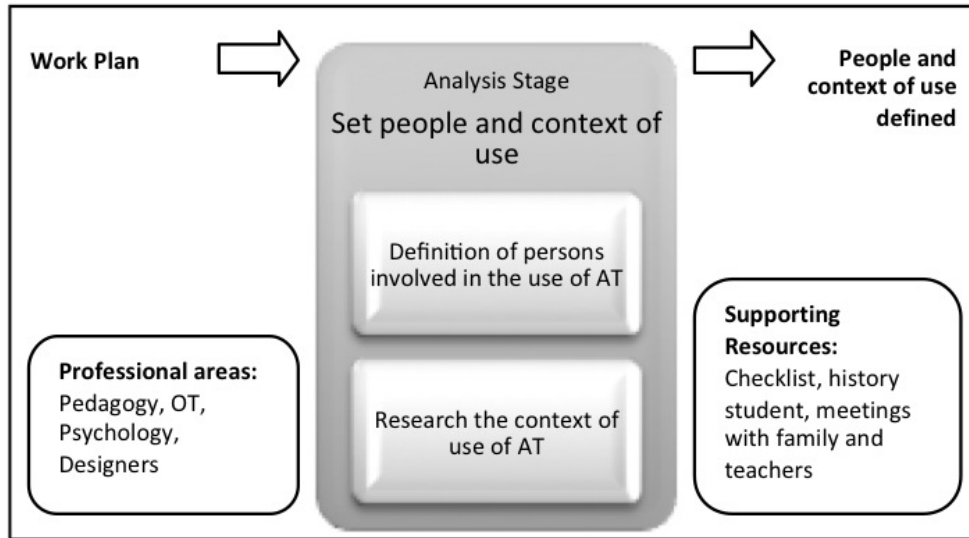 Work Plan
Analysis Stage
Set people and context of
use
Definition of persons
involved in the use of AT
Research the context of
use of AT
People and
context of use
defined
Professional areas:
Pedagogy, OT,
Psychology,
Designers
Supporting
Resources:
Checklist, history
student, meetings
with family and
teachers